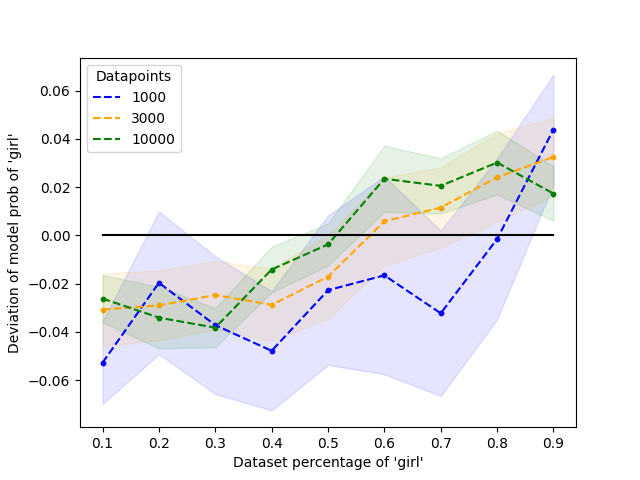 Datapoints
1000
3000
10000
0.06
0.04
0.02
0.00
−0.02
−0.04
−0.06
Deviation of model prob of 'girl'
0.1 0.2 0.3 0.4 0.5 0.6 0.7 0.8 0.9
Dataset percentage of 'girl'